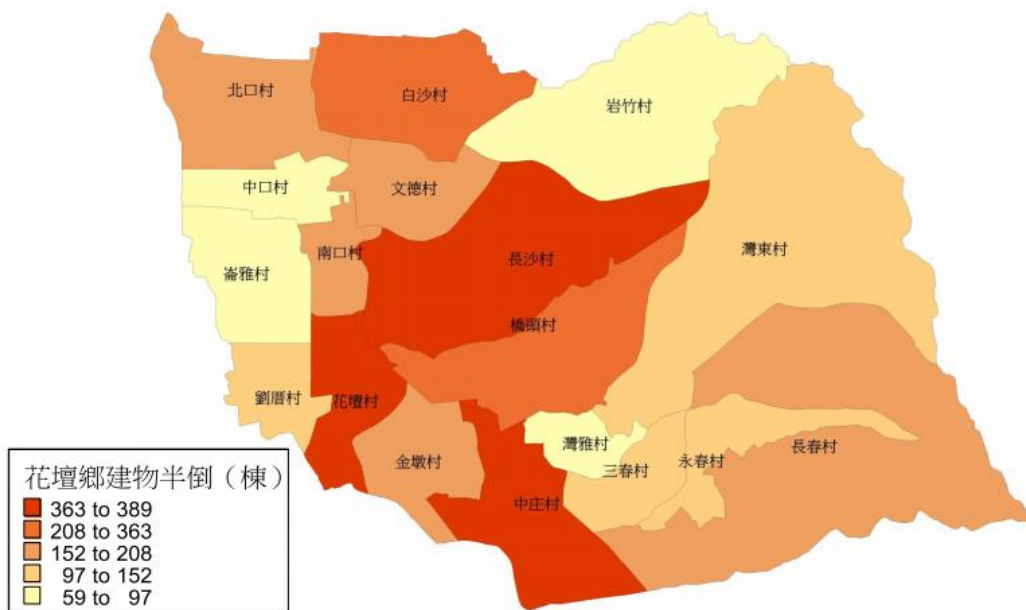 北口村
白沙村
岩竹村
中口村
文德村
南口村
長沙村
灣東村
崙雅村
橋頭村
劉厝村
花壇村
灣雅村
金墩村
三春村
永春村
長春村
中庄村
花壇鄉建物半倒（棟）
363 to 389
208 to 363
152 to 208
97 to 152
59 to 97